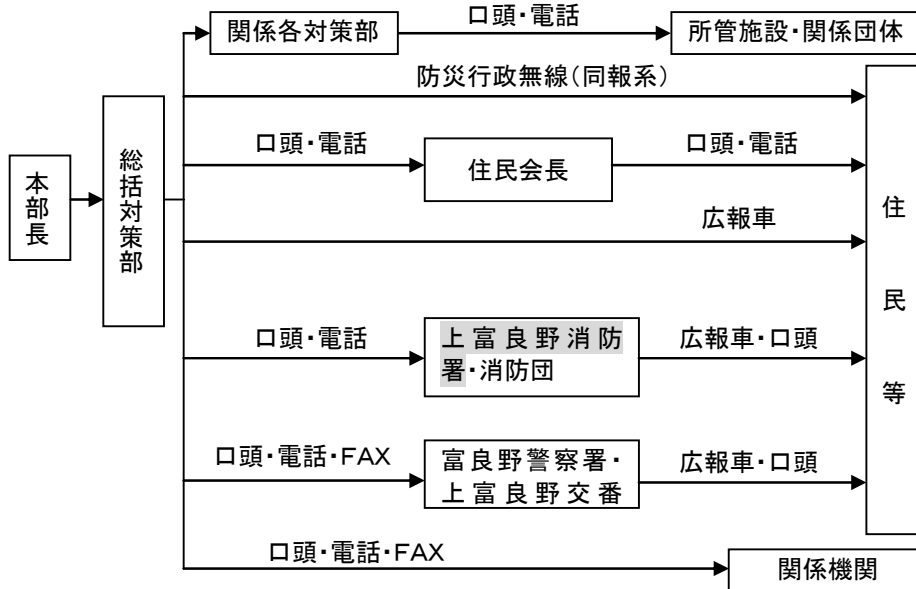 口頭・電話
関係各対策部
所管施設・関係団体
防災行政無線(同報系)
口頭・電話
住民会長
口頭・電話
本部長
総括対策部
広報車
住民等
口頭・電話
上富良野消防
署・消防団
広報車・口頭
口頭・電話・FAX
富良野警察署・
上富良野交番
広報車・口頭
口頭・電話・FAX
関係機関